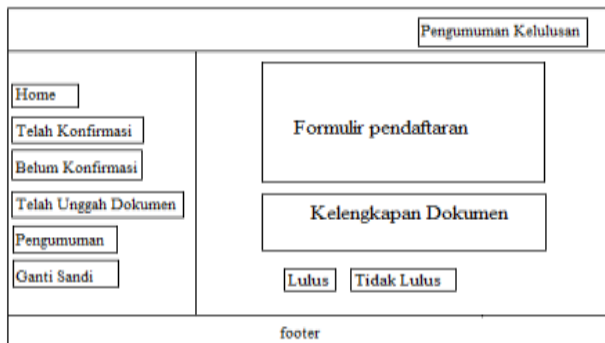 Pengumuman Kelulusan
Home
Telah Konfirmasi
Belum Konfirmasi
Telah Unggah Dokumen
Pengumuman
Ganti Sandi
Formulir pendaftaran
Kelengkapan Dokumen
Lulus
Tidak Lulus
footer